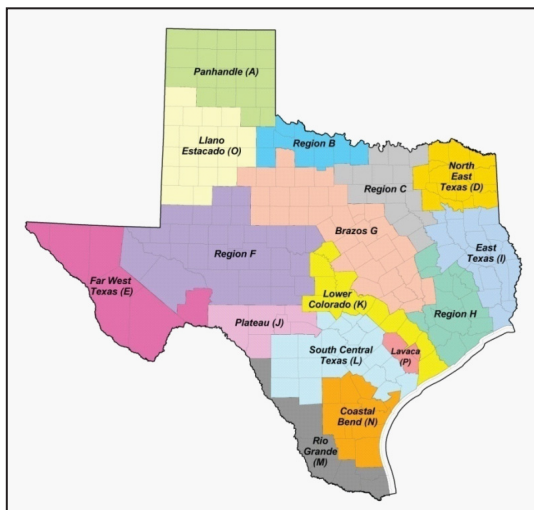 Panhandle (A)
Llano
Estacado (O)
Region B
North
East
Texas (D)
Region C
Brazos G
East
Texas (I)
Region F
Far West
Texas (E)
Lower
Colorado (K)
Region H
Plateau (J)
South Central
Texas (L)
Lavaca
(P)
Coastal
Bend (N)
Rio
Grande
(M)